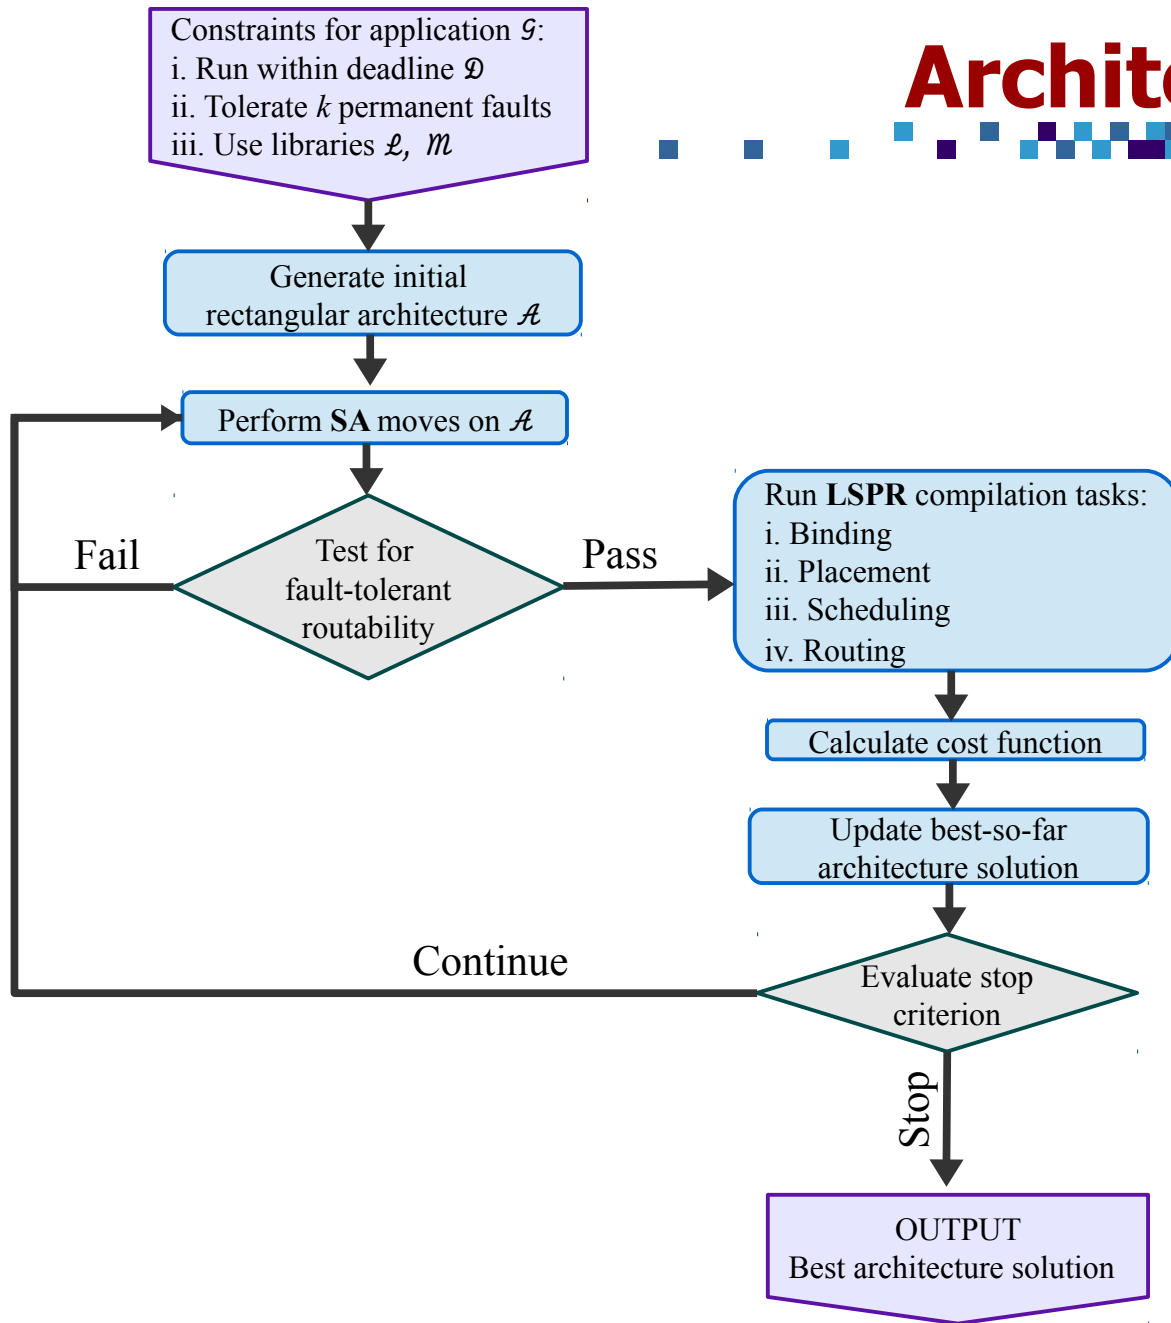 Constraints for application 𝒢:
i. Run within deadline 𝔇
ii. Tolerate k permanent faults
iii. Use libraries ℒ, ℳ
Archite
Generate initial
rectangular architecture 𝒜
Perform SA moves on 𝒜
Test for
fault-tolerant
routability
Fail
Pass
Run LSPR compilation tasks:
i. Binding
ii. Placement
iii. Scheduling
iv. Routing
Calculate cost function
Update best-so-far
architecture solution
Evaluate stop
criterion
Continue
Stop
OUTPUT
Best architecture solution